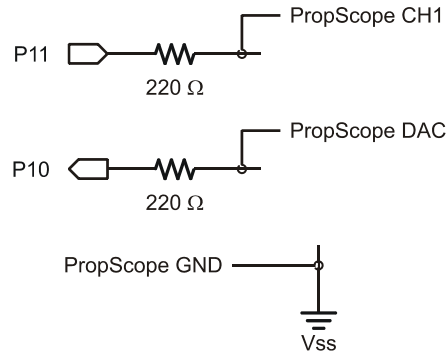 PropScope CH1
P11
220 Ω
PropScope DAC
P10
220 Ω
PropScope GND
Vss